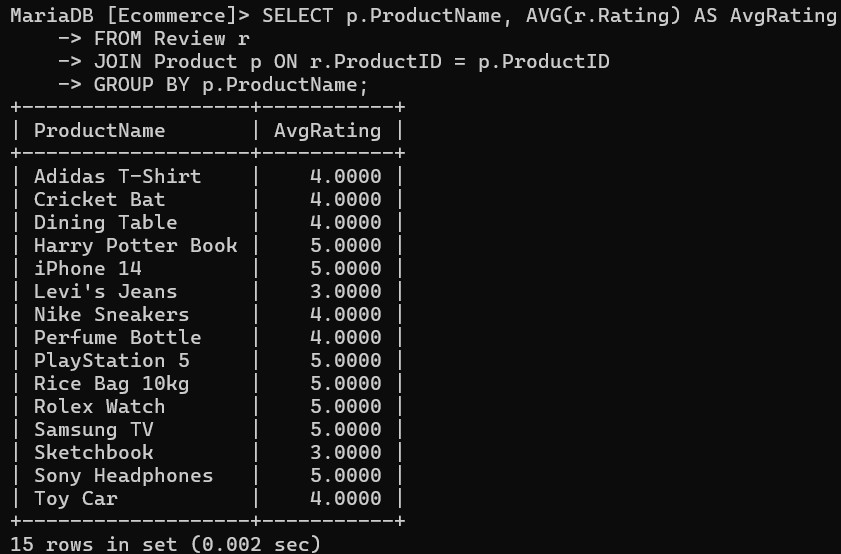 MariaDB [Ecommerce]> SELECT p.ProductName, AVG(r.Rating) AS AvgRating
    -> FROM Review r
    -> JOIN Product p ON r.ProductID = p.ProductID
    -> GROUP BY p.ProductName;
+-------------------+-----------+
| ProductName       | AvgRating |
+-------------------+-----------+
| Adidas T-Shirt    |    4.0000 |
| Cricket Bat       |    4.0000 |
| Dining Table      |    4.0000 |
| Harry Potter Book |    5.0000 |
| iPhone 14         |    5.0000 |
| Levi's Jeans      |    3.0000 |
| Nike Sneakers     |    4.0000 |
| Perfume Bottle    |    4.0000 |
| PlayStation 5     |    5.0000 |
| Rice Bag 10kg     |    5.0000 |
| Rolex Watch       |    5.0000 |
| Samsung TV        |    5.0000 |
| Sketchbook        |    3.0000 |
| Sony Headphones   |    5.0000 |
| Toy Car           |    4.0000 |
+-------------------+-----------+
15 rows in set (0.002 sec)